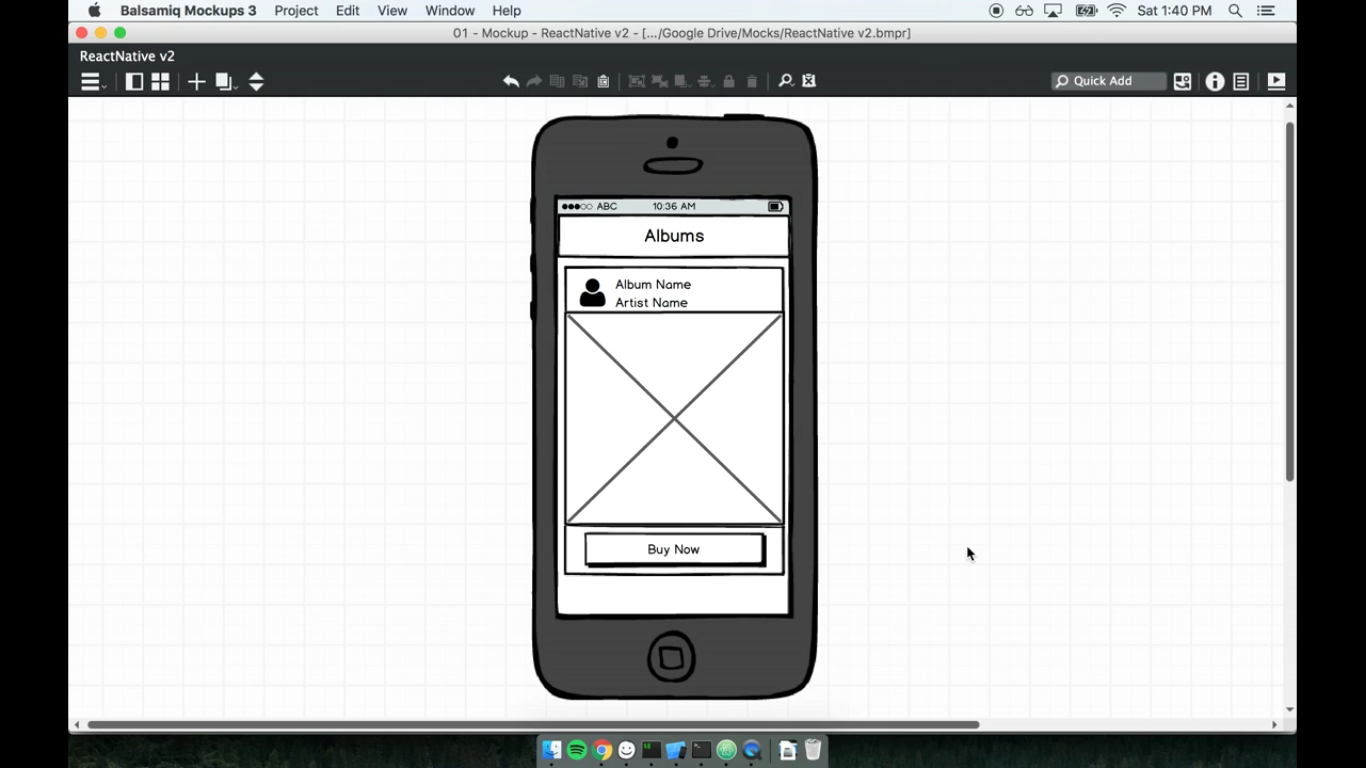 Balsamiq Mockups 3 Project Edit View Window Help Sat 1:40 PM
01 - Mockup - ReactNative v2 - [.../Google Drive/Mocks/ReactNative v2.bmpr]
ReactNative v2
Quick Add
ABC 10:36 AM
Albums
Album Name
Artist Name
Buy Now